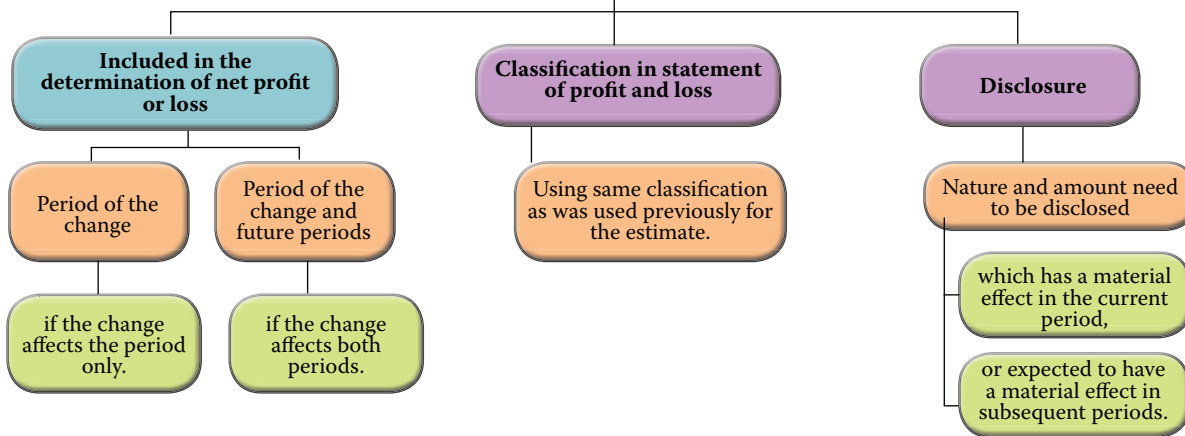 Included in the
determination of net profit
or loss
Classification in statement
of profit and loss
Disclosure
Period of the
change
Period of the
change and
future periods
Using same classification
as was used previously for
the estimate.
Nature and amount need
to be disclosed
if the change
affects the period
only.
if the change
affects both
periods.
which has a material
effect in the current
period,
or expected to have
a material effect in
subsequent periods.